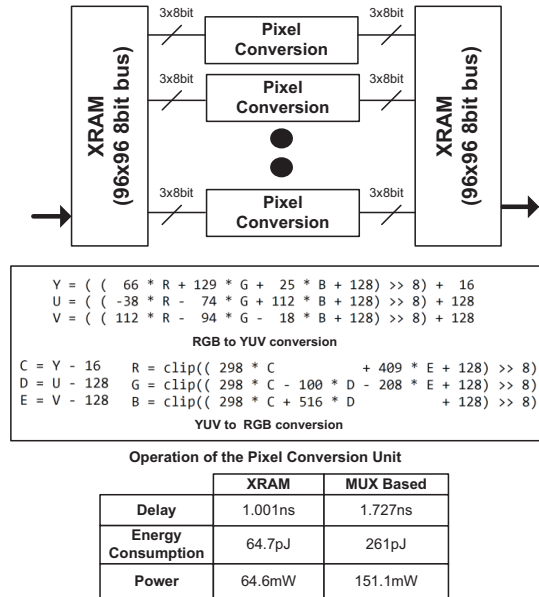 3x8bit Pixel Conversion 3x8bit
3x8bit Pixel Conversion 3x8bit
XRAM (96x96 8bit bus)
XRAM (96x96 8bit bus)
3x8bit Pixel Conversion 3x8bit
Y = ( ( 66 * R + 129 * G + 25 * B + 128) >> 8) + 16
U = ( ( -38 * R - 74 * G + 112 * B + 128) >> 8) + 128
V = ( ( 112 * R - 94 * G - 18 * B + 128) >> 8) + 128
RGB to YUV conversion
C = Y - 16 R = clip(( 298 * C + 409 * E + 128) >> 8)
D = U - 128 G = clip(( 298 * C - 100 * D - 208 * E + 128) >> 8)
E = V - 128 B = clip(( 298 * C + 516 * D + 128) >> 8)
YUV to RGB conversion
Operation of the Pixel Conversion Unit
XRAM MUX Based
Delay 1.001ns 1.727ns
Energy Consumption 64.7pJ 261pJ
Power 64.6mW 151.1mW